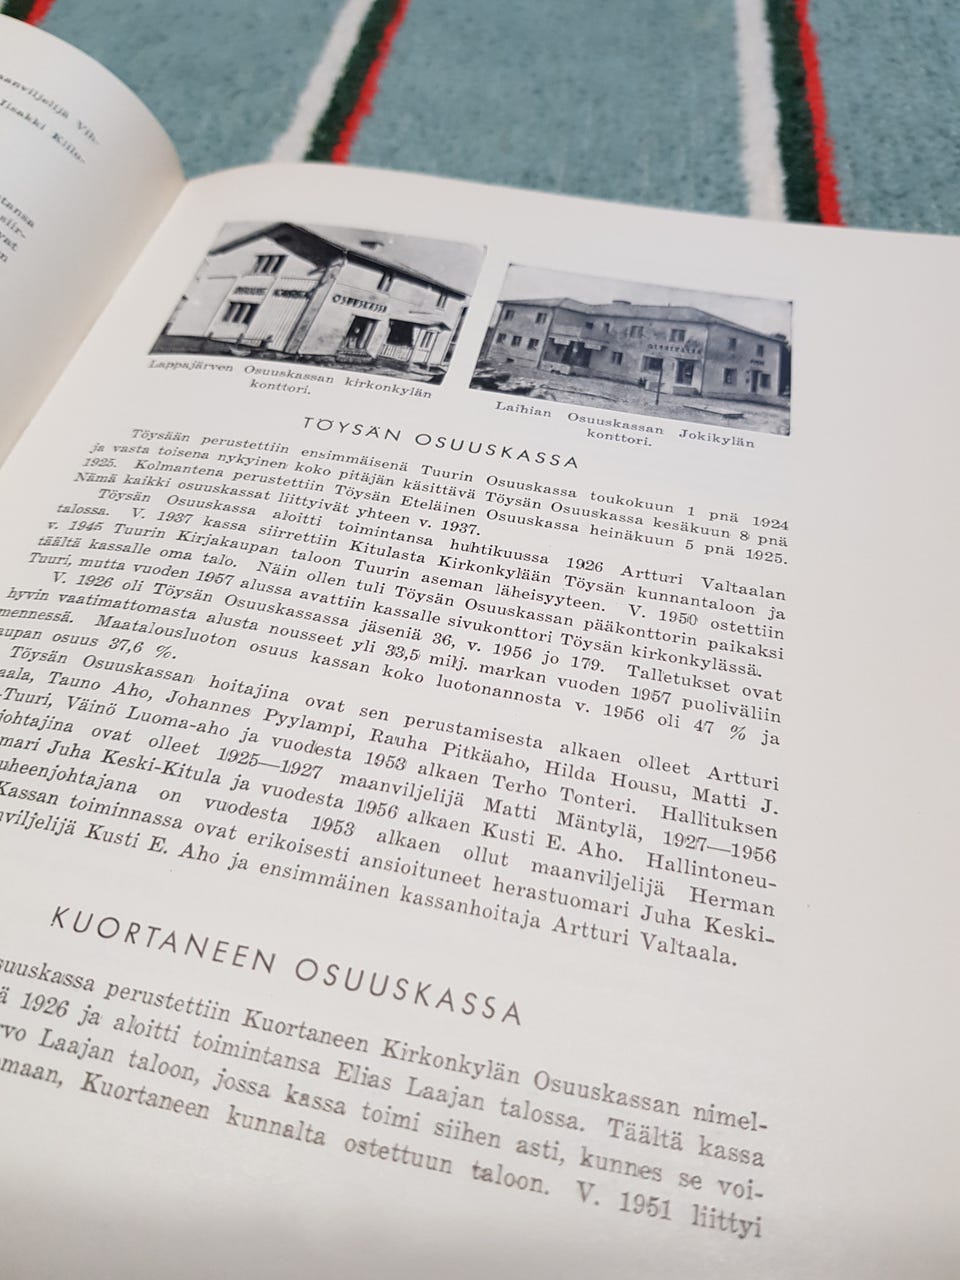 maanviljelijä Vih-
Iisakki Killo-
siir-
OSUUS KASSA
OSUUSKASSA
Lappajärven Osuuskassan kirkonkylän
konttori.
Laihian Osuuskassan Jokikylän
konttori.
TÖYSÄN OSUUSKASSA
Töysään perustettiin ensimmäisenä Tuurin Osuuskassa toukokuun 1 pnä 1924
ja vasta toisena nykyinen koko pitäjän käsittävä Töysän Osuuskassa kesäkuun 8 pnä
1925. Kolmantena perustettiin Töysän Eteläinen Osuuskassa heinäkuun 5 pnä 1925.
Nämä kaikki osuuskassat liittyivät yhteen v. 1937.
Töysän Osuuskassa aloitti toimintansa huhtikuussa 1926 Artturi Valtaalan
talossa. V. 1937 kassa siirrettiin Kitulasta Kirkonkylään Töysän kunnantaloon ja
v. 1945 Tuurin Kirjakaupan taloon Tuurin aseman läheisyyteen. V. 1950 ostettiin
täältä kassalle oma talo. Näin ollen tuli Töysän Osuuskassan pääkonttorin paikaksi
Tuuri, mutta vuoden 1957 alussa avattiin kassalle sivukonttori Töysän kirkonkylässä.
V. 1926 oli Töysän Osuuskassassa jäseniä 36, v. 1956 jo 179. Talletukset ovat
hyvin vaatimattomasta alusta nousseet yli 33,5 milj. markan vuoden 1957 puoliväliin
mennessä. Maatalousluoton osuus kassan koko luotonannosta v. 1956 oli 47 % ja
kaupan osuus 37,6 %.
Töysän Osuuskassan hoitajina ovat sen perustamisesta alkaen olleet Artturi
aala, Tauno Aho, Johannes Pyylampi, Rauha Pitkäaho, Hilda Housu, Matti J.
-Tuuri, Väinö Luoma-aho ja vuodesta 1953 alkaen Terho Tonteri. Hallituksen
johtajina ovat olleet 1925—1927 maanviljelijä Matti Mäntylä, 1927—1956
mari Juha Keski-Kitula ja vuodesta 1956 alkaen Kusti E. Aho. Hallintoneu-
uheenjohtajana on vuodesta 1953 alkaen ollut maanviljelijä Herman
Kassan toiminnassa ovat erikoisesti ansioituneet herastuomari Juha Keski-
nviljelijä Kusti E. Aho ja ensimmäinen kassanhoitaja Artturi Valtaala.
KUORTANEEN OSUUSKASSA
suuskassa perustettiin Kuortaneen Kirkonkylän Osuuskassan nimel-
ä 1926 ja aloitti toimintansa Elias Laajan talossa. Täältä kassa
rvo Laajan taloon, jossa kassa toimi siihen asti, kunnes se voi-
maan, Kuortaneen kunnalta ostettuun taloon. V. 1951 liittyi